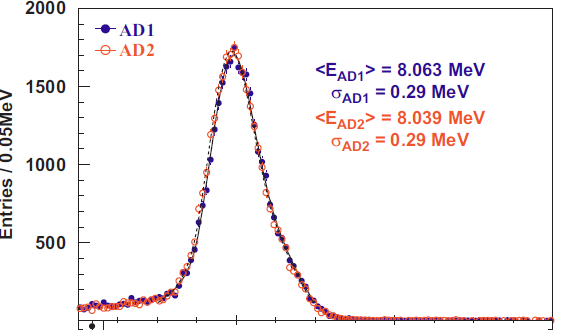 2000
AD1
AD2
1500
<E_AD1> = 8.063 MeV
σ_AD1 = 0.29 MeV
<E_AD2> = 8.039 MeV
σ_AD2 = 0.29 MeV
1000
500
Entries / 0.05MeV